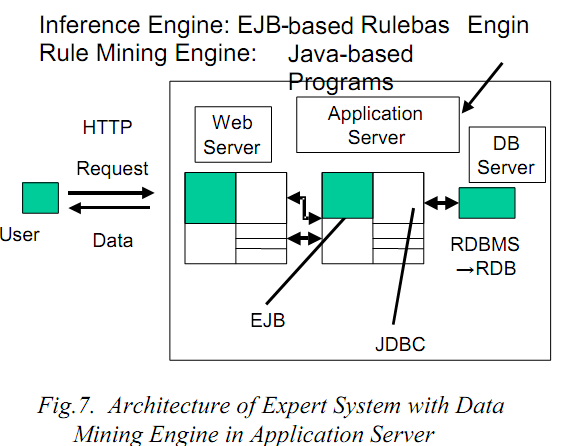 Inference Engine: EJB-based Rulebas Engin
Rule Mining Engine: Java-based
Programs
Application
Server
Web
Server
DB
Server
HTTP
Request
User
Data
RDBMS
→RDB
EJB
JDBC
Fig.7. Architecture of Expert System with Data
Mining Engine in Application Server